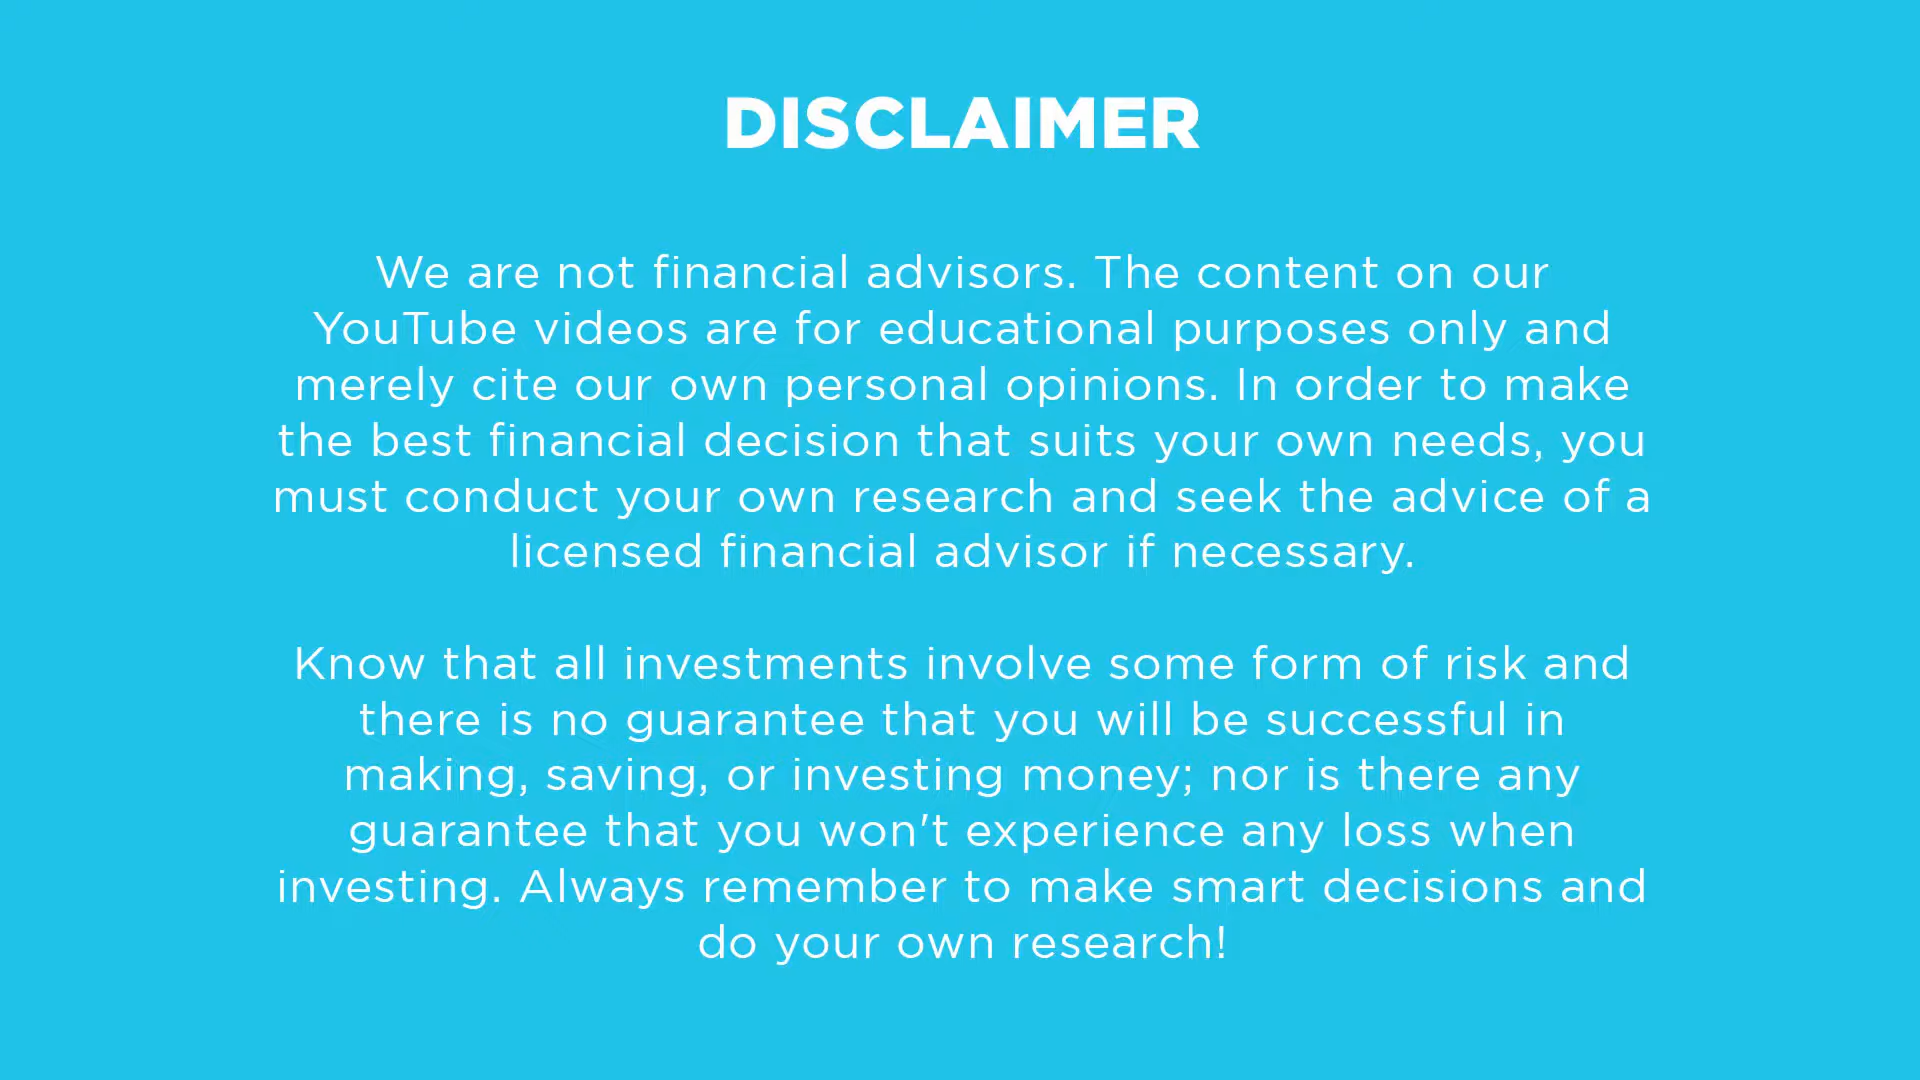 DISCLAIMER
We are not financial advisors. The content on our
YouTube videos are for educational purposes only and
merely cite our own personal opinions. In order to make
the best financial decision that suits your own needs, you
must conduct your own research and seek the advice of a
licensed financial advisor if necessary.
Know that all investments involve some form of risk and
there is no guarantee that you will be successful in
making, saving, or investing money; nor is there any
guarantee that you won't experience any loss when
investing. Always remember to make smart decisions and
do your own research!